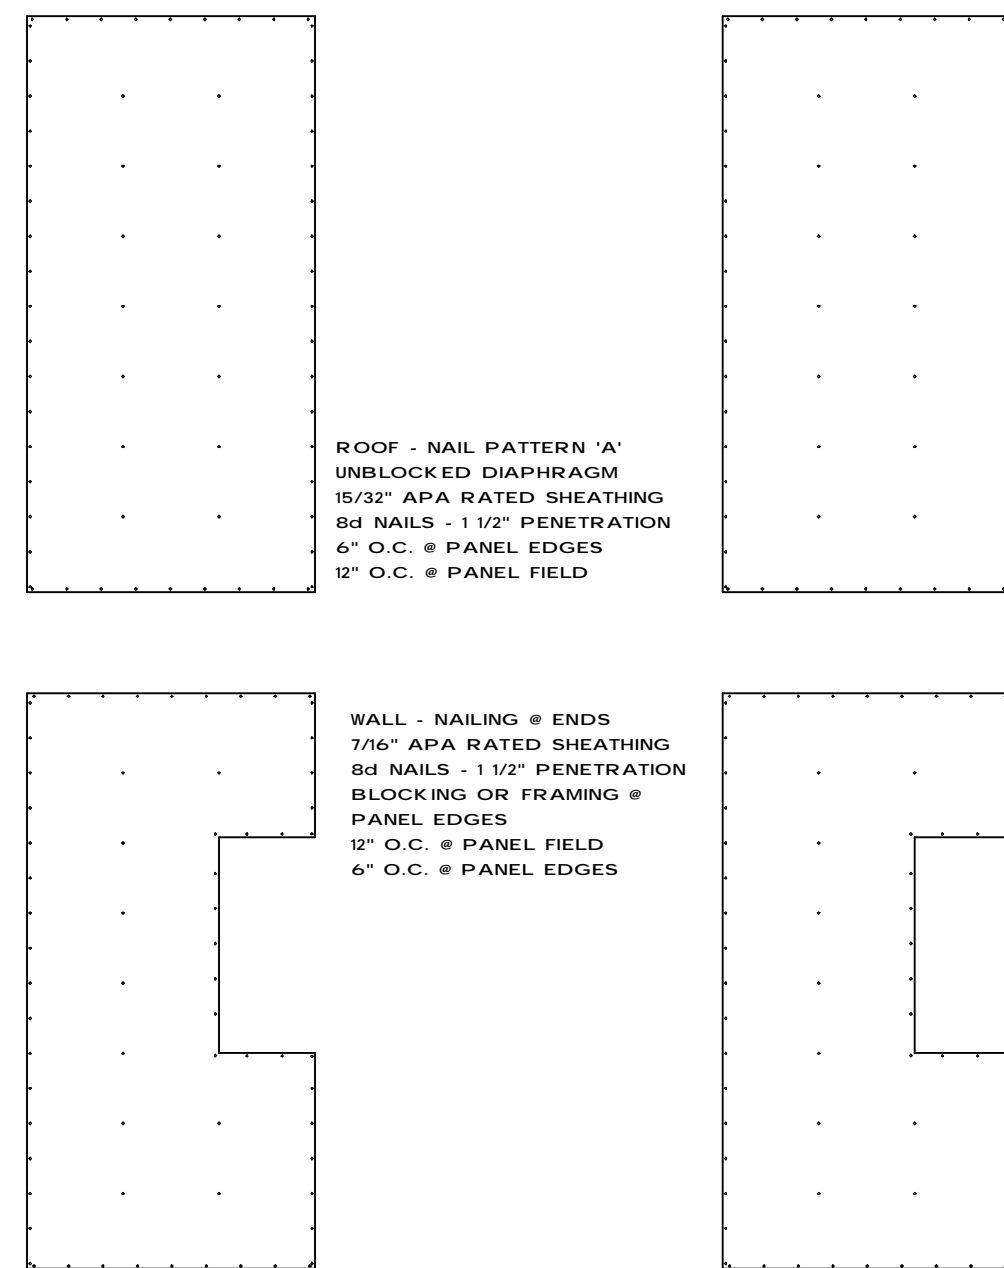 ROOF - NAIL PATTERN 'A'
UNBLOCKED DIAPHRAGM
15/32" APA RATED SHEATHING
8d NAILS - 1 1/2" PENETRATION
6" O.C. @ PANEL EDGES
12" O.C. @ PANEL FIELD
WALL - NAILING @ ENDS
7/16" APA RATED SHEATHING
8d NAILS - 1 1/2" PENETRATION
BLOCKING OR FRAMING @
PANEL EDGES
12" O.C. @ PANEL FIELD
6" O.C. @ PANEL EDGES